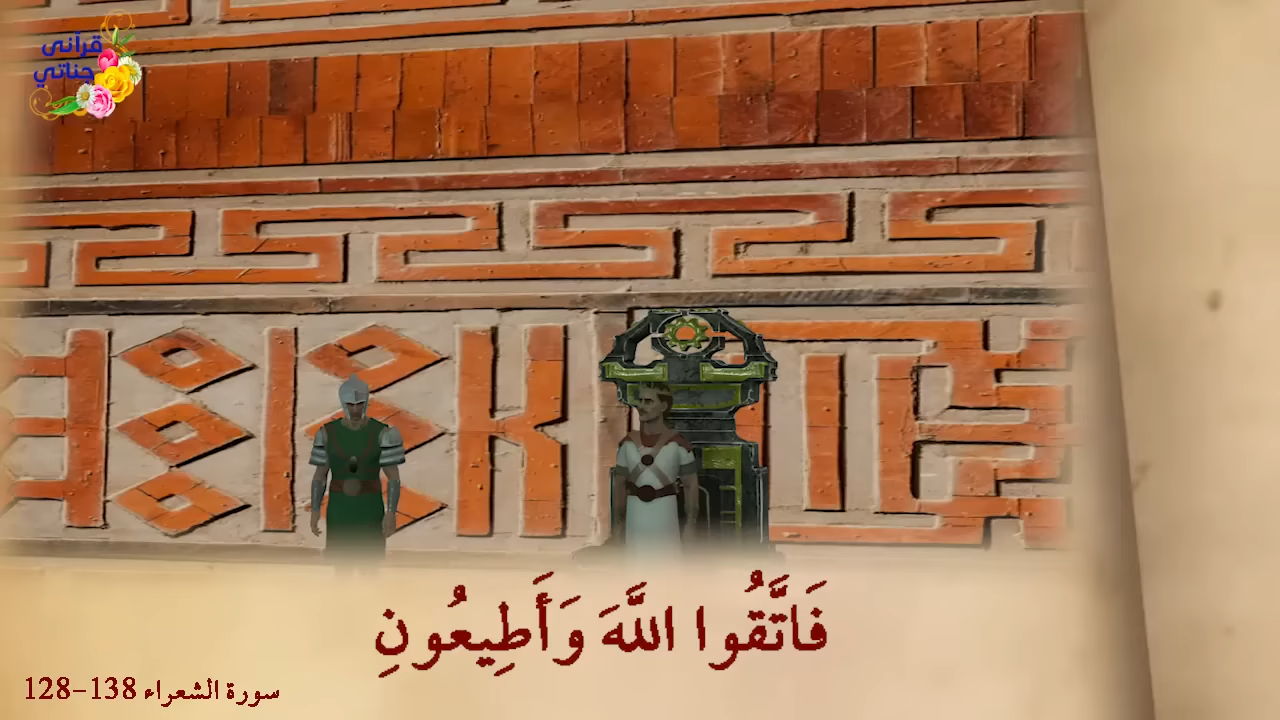 قرآني
جناتي
فَاتَّقُوا اللَّهَ وَأَطِيعُونِ
سورة الشعراء 138-128